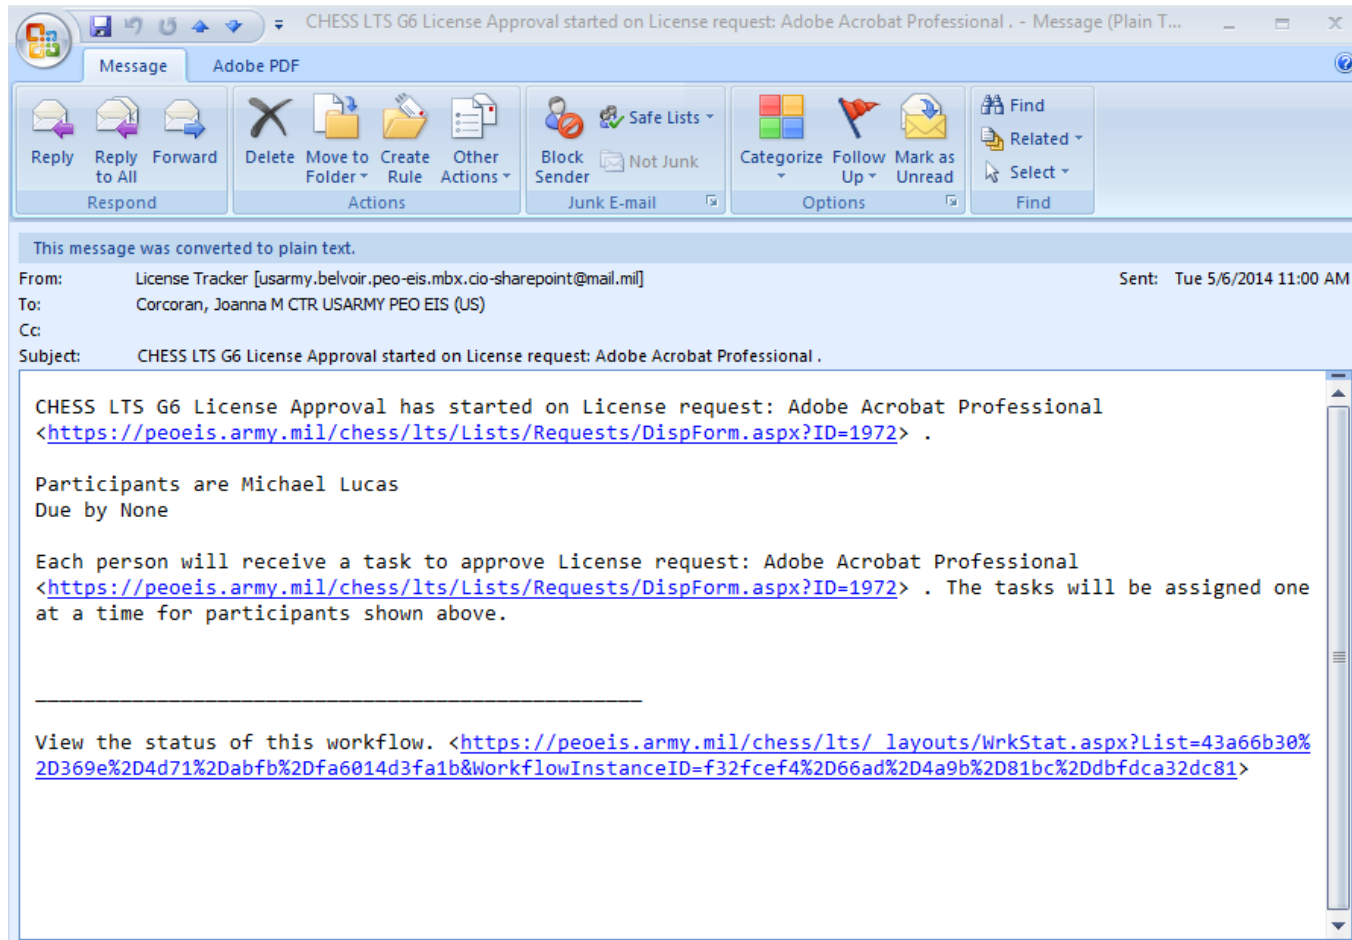 CHESS LTS G6 License Approval started on License request: Adobe Acrobat Professional . - Message (Plain T...
Message Adobe PDF
Reply Reply to All Forward Delete Move to Folder Create Rule Other Actions Block Sender Safe Lists Not Junk Categorize Follow Up Mark as Unread Find Related Select
Respond Actions Junk E-mail Options Find
This message was converted to plain text.
From: License Tracker [usarmy.belvoir.peo-eis.mbx.cio-sharepoint@mail.mil] Sent: Tue 5/6/2014 11:00 AM
To: Corcoran, Joanna M CTR USARMY PEO EIS (US)
Cc:
Subject: CHESS LTS G6 License Approval started on License request: Adobe Acrobat Professional .
CHESS LTS G6 License Approval has started on License request: Adobe Acrobat Professional
<https://peoeis.army.mil/chess/lts/Lists/Requests/DispForm.aspx?ID=1972> .
Participants are Michael Lucas
Due by None
Each person will receive a task to approve License request: Adobe Acrobat Professional
<https://peoeis.army.mil/chess/lts/Lists/Requests/DispForm.aspx?ID=1972> . The tasks will be assigned one
at a time for participants shown above.
View the status of this workflow. <https://peoeis.army.mil/chess/lts/_layouts/WrkStat.aspx?List=43a66b30%
2D369e%2D4d71%2Dabfb%2Dfa6014d3fa1b&WorkflowInstanceID=f32fcef4%2D66ad%2D4a9b%2D81bc%2Ddbfdca32dc81>